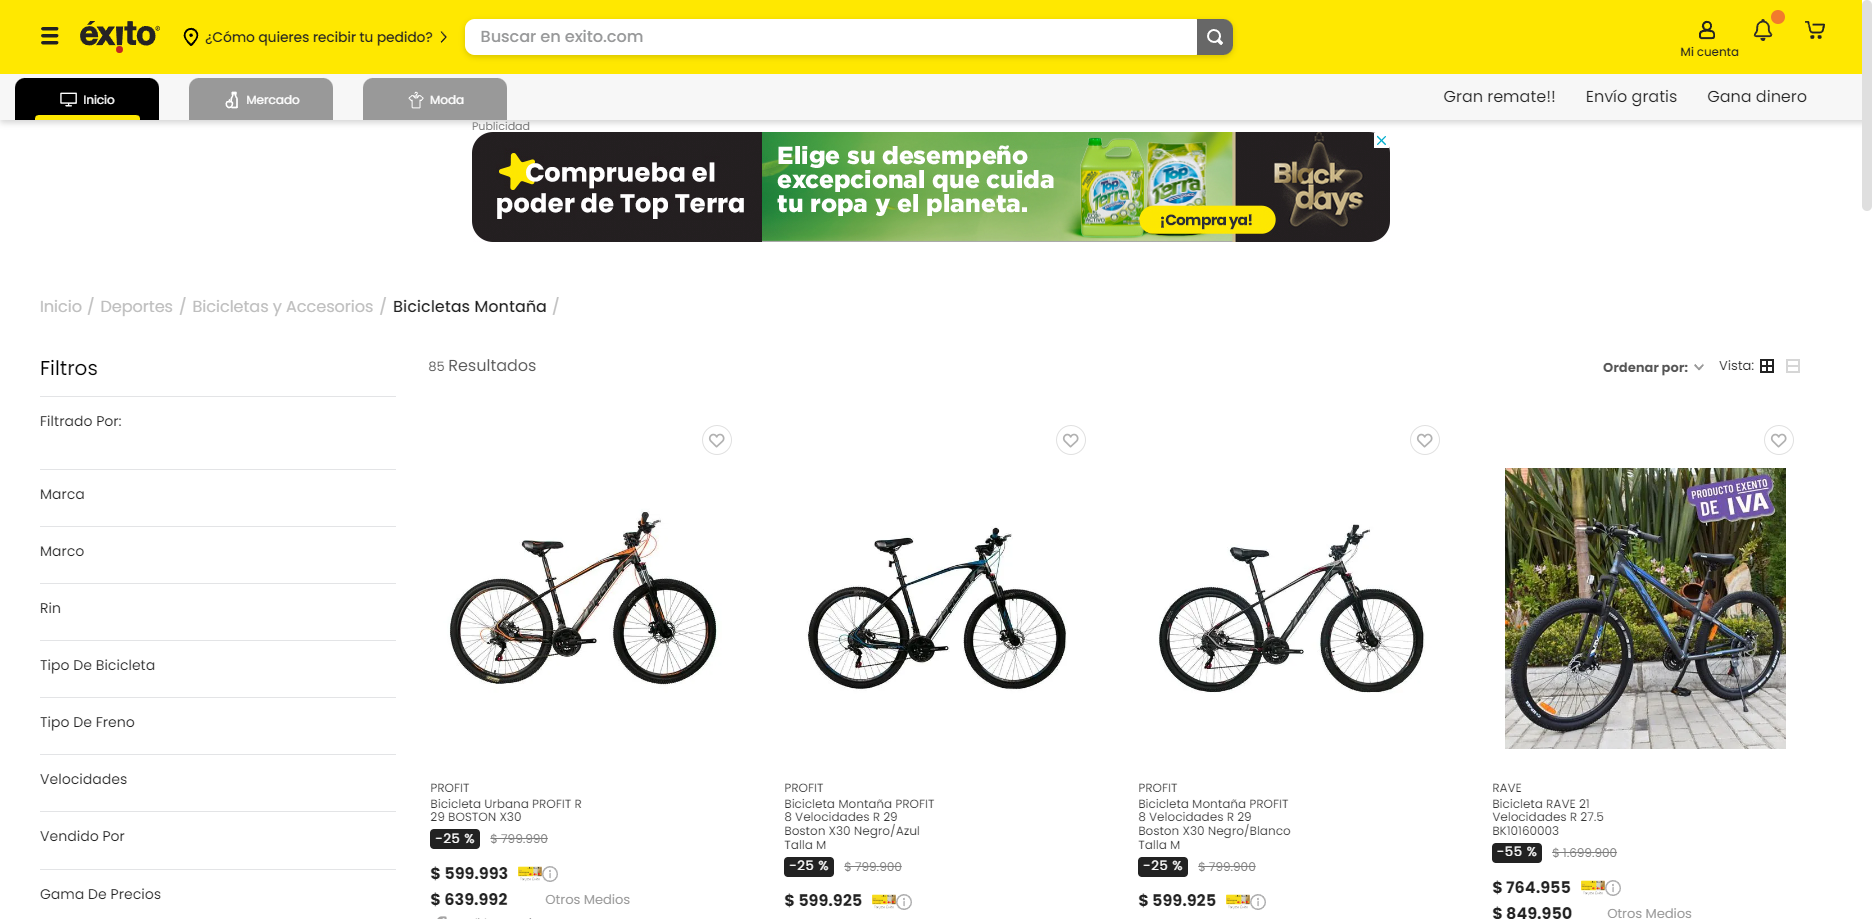 éxito
¿Cómo quieres recibir tu pedido?
Buscar en exito.com
Mi cuenta
Inicio
Mercado
Moda
Gran remate!!
Envío gratis
Gana dinero
Publicidad
Comprueba el
poder de Top Terra
Elige su desempeño
excepcional que cuida
tu ropa y el planeta.
Top
Terra
Top
Terra
¡Compra ya!
Black
days
Inicio / Deportes / Bicicletas y Accesorios / Bicicletas Montaña /
Filtros
85 Resultados
Ordenar por:
Vista:
Filtrado Por:
Marca
Marco
Rin
Tipo De Bicicleta
Tipo De Freno
Velocidades
Vendido Por
Gama De Precios
PROFIT
Bicicleta Urbana PROFIT R
29 BOSTON X30
-25 % $ 799.990
$ 599.993
$ 639.992 Otros Medios
PROFIT
Bicicleta Montaña PROFIT
8 Velocidades R 29
Boston X30 Negro/Azul
Talla M
-25 % $ 799.900
$ 599.925
PROFIT
Bicicleta Montaña PROFIT
8 Velocidades R 29
Boston X30 Negro/Blanco
Talla M
-25 % $ 799.900
$ 599.925
PRODUCTO EXENTO
DE IVA
RAVE
Bicicleta RAVE 21
Velocidades R 27.5
BK10160003
-55 % $ 1.699.900
$ 764.955
$ 849.950 Otros Medios